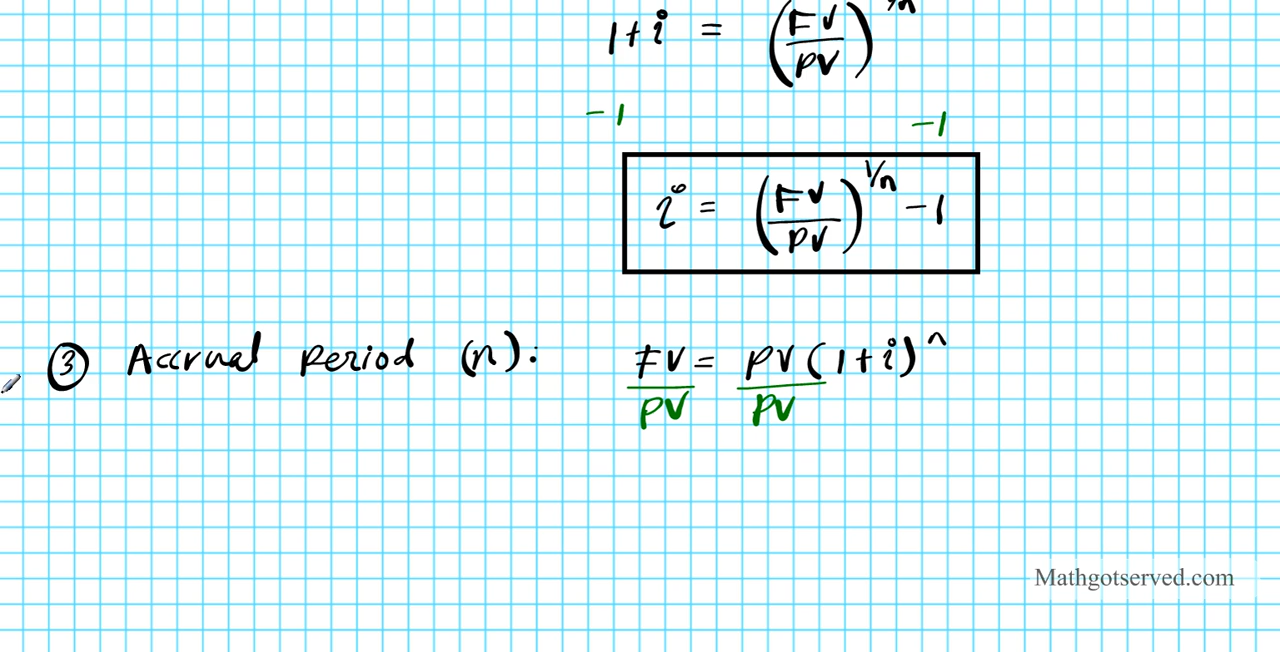 1+i = (FV/PV)^1/n
-1 -1
i = (FV/PV)^1/n -1
③ Accrual Period (n): FV = PV(1+i)^n
PV PV
Mathgotserved.com